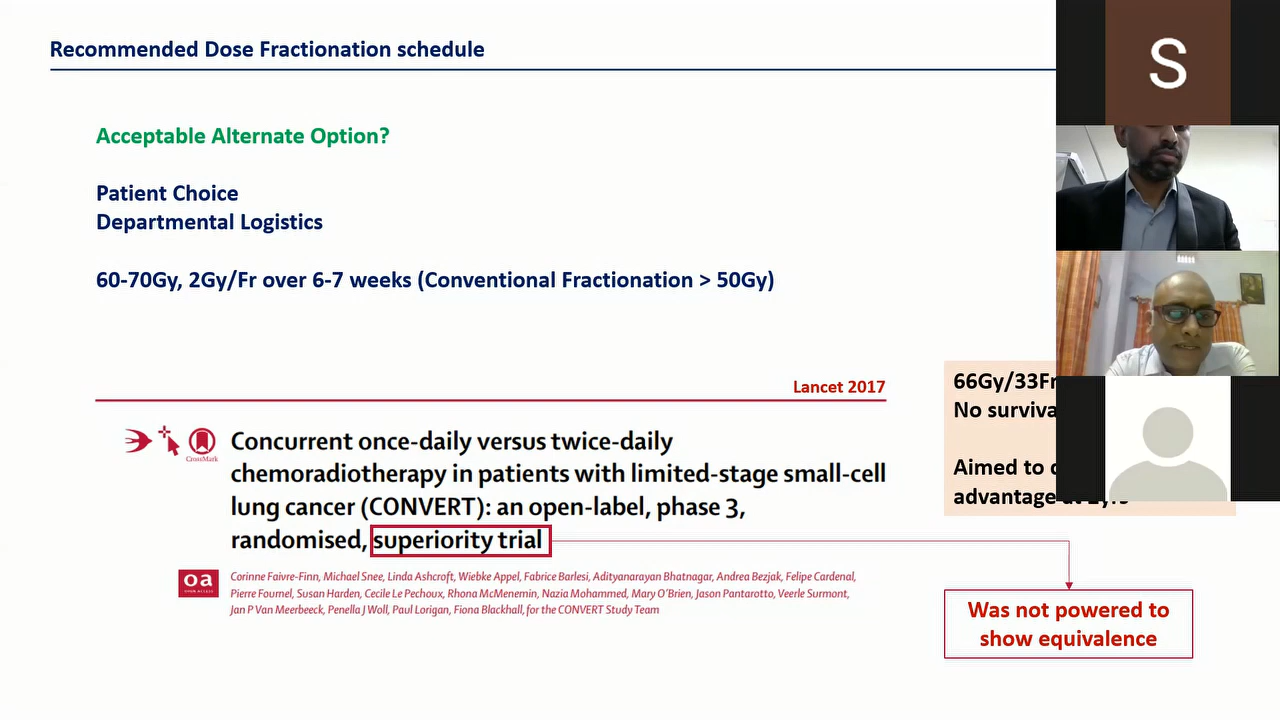 Recommended Dose Fractionation schedule
S
Acceptable Alternate Option?
Patient Choice
Departmental Logistics
60-70Gy, 2Gy/Fr over 6-7 weeks (Conventional Fractionation > 50Gy)
Lancet 2017
CrossMark
Concurrent once-daily versus twice-daily
chemoradiotherapy in patients with limited-stage small-cell
lung cancer (CONVERT): an open-label, phase 3,
randomised, superiority trial
oa
OPEN ACCESS
Corinne Faivre-Finn, Michael Snee, Linda Ashcroft, Wiebke Appel, Fabrice Barlesi, Adityanarayan Bhatnagar, Andrea Bezjak, Felipe Cardenal,
Pierre Fournel, Susan Harden, Cecile Le Pechoux, Rhona McMenemin, Nazia Mohammed, Mary O'Brien, Jason Pantarotto, Veerle Surmont,
Jan P Van Meerbeeck, Penella J Woll, Paul Lorigan, Fiona Blackhall, for the CONVERT Study Team
66Gy/33Fr
No surviva
Aimed to
advantage
Was not powered to
show equivalence